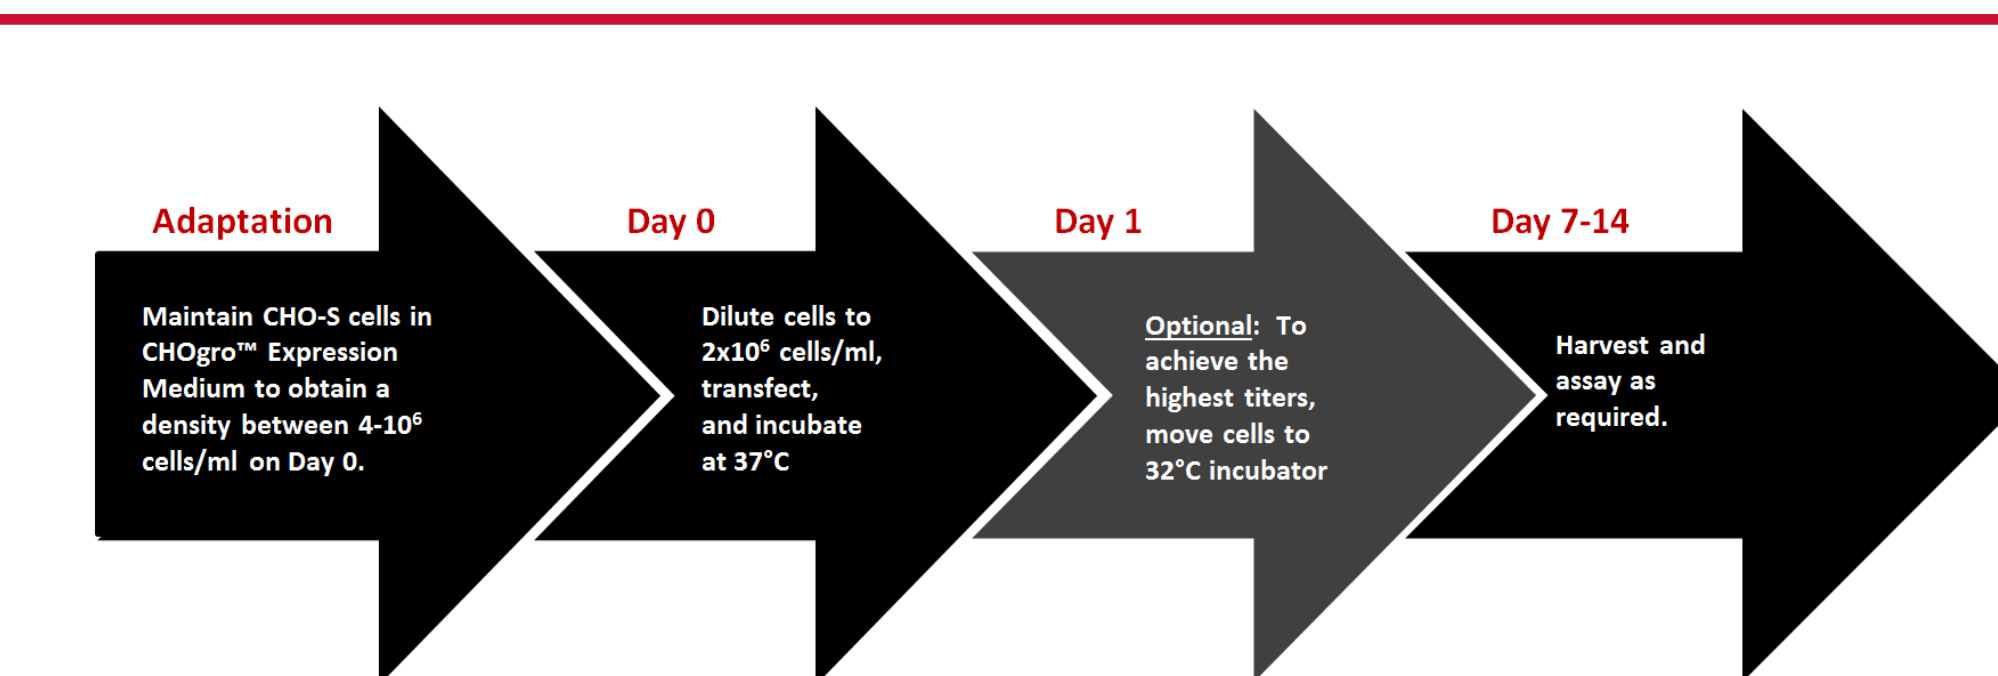 Adaptation
Maintain CHO-S cells in
CHOgro™ Expression
Medium to obtain a
density between 4-10⁶
cells/ml on Day 0.
Day 0
Dilute cells to
2x10⁶ cells/ml,
transfect,
and incubate
at 37°C
Day 1
Optional: To
achieve the
highest titers,
move cells to
32°C incubator
Day 7-14
Harvest and
assay as
required.